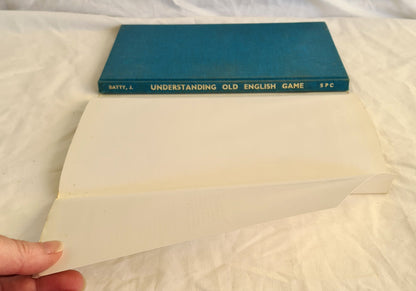 BATTY, J. UNDERSTANDING OLD ENGLISH GAME S P C